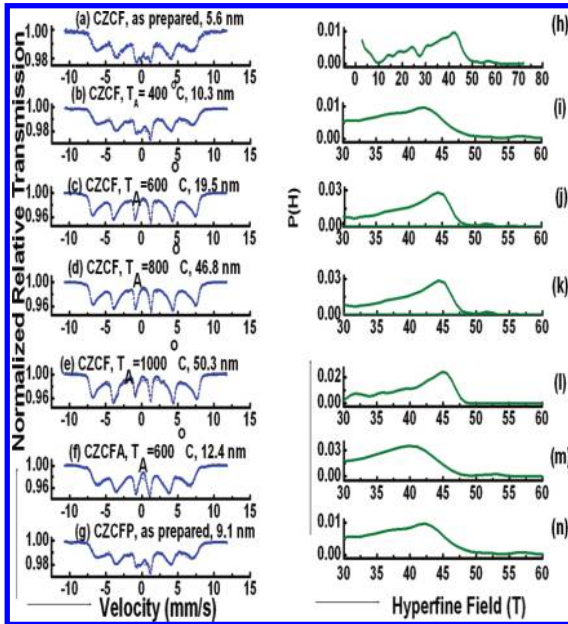 (a) CZCF, as prepared, 5.6 nm
1.00
0.98
-10 -5 0 5 10 15
(b) CZCF, T_A = 400 °C, 10.3 nm
1.00
0.98
-10 -5 0 5 10 15
(c) CZCF, T_A =600 °C, 19.5 nm
1.00
0.96
-10 -5 0 5 10 15
(d) CZCF, T_A =800 °C, 46.8 nm
1.00
0.96
-10 -5 0 5 10 15
(e) CZCF, T_A =1000 °C, 50.3 nm
1.00
0.96
-10 -5 0 5 10 15
(f) CZCFA, T_A =600 °C, 12.4 nm
1.00
0.96
-10 -5 0 5 10 15
(g) CZCFP, as prepared, 9.1 nm
1.00
0.98
-10 -5 0 5 10 15
Normalized Relative Transmission
Velocity (mm/s)
(h)
0.01
0.00
0 10 20 30 40 50 60 70 80
(i)
0.01
0.00
30 35 40 45 50 55 60
(j)
0.03
0.00
30 35 40 45 50 55 60
(k)
0.03
0.00
30 35 40 45 50 55 60
(l)
0.02
0.00
30 35 40 45 50 55 60
(m)
0.03
0.00
30 35 40 45 50 55 60
(n)
0.01
0.00
30 35 40 45 50 55 60
P(H)
Hyperfine Field (T)